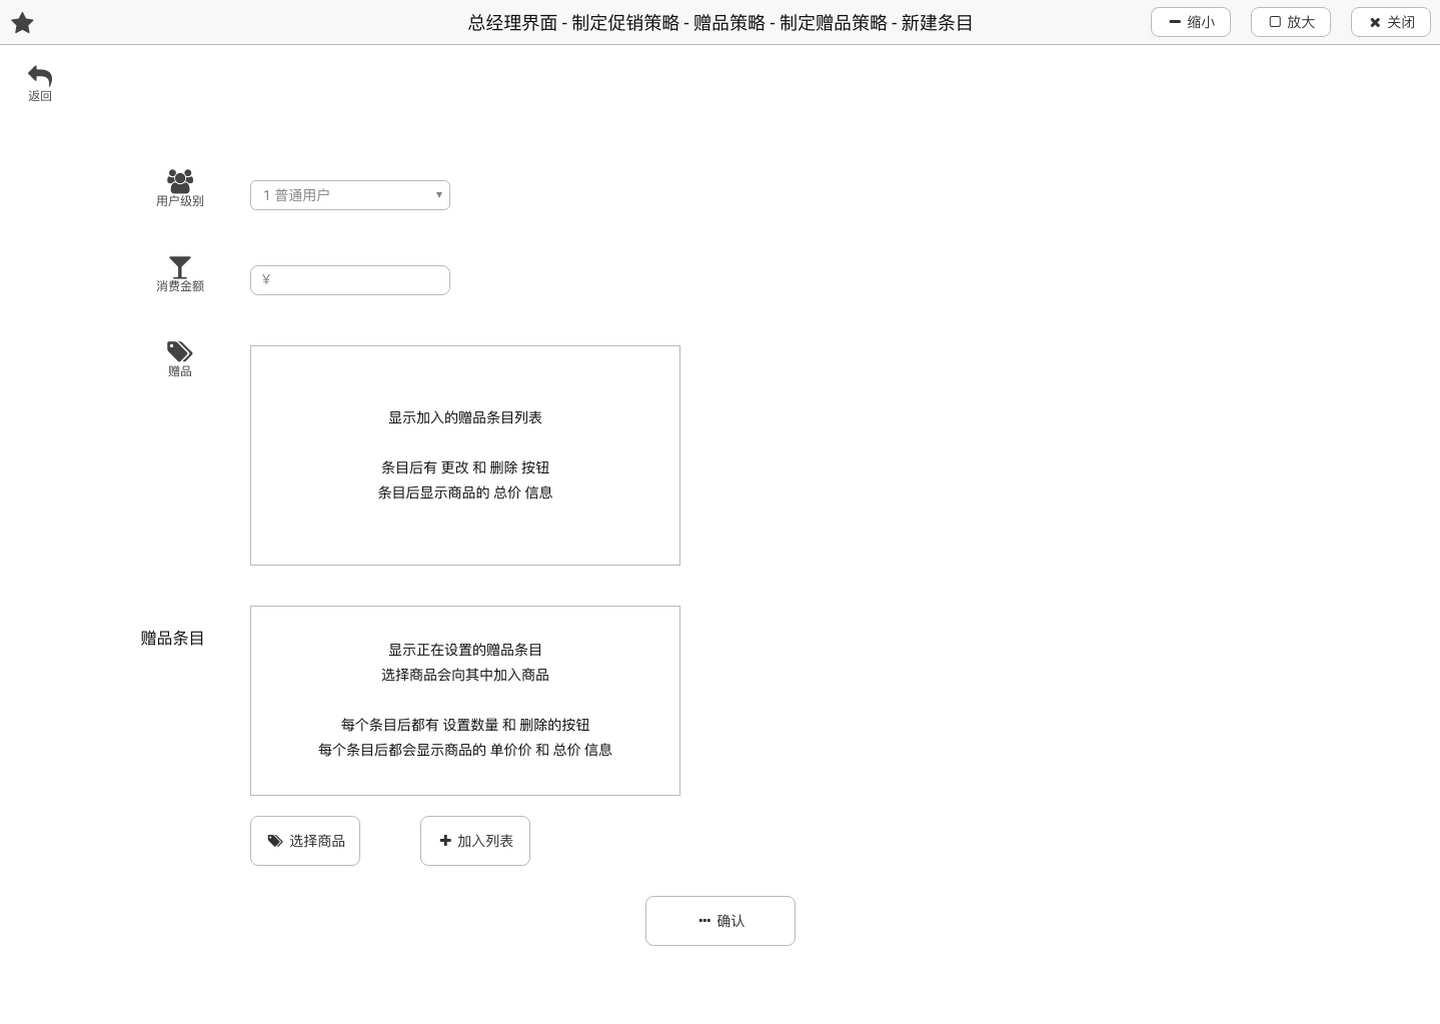 总经理界面 - 制定促销策略 - 赠品策略 - 制定赠品策略 - 新建条目
缩小
放大
关闭
返回
用户级别
1 普通用户
消费金额
¥
赠品
显示加入的赠品条目列表
条目后有 更改 和 删除 按钮
条目后显示商品的 总价 信息
赠品条目
显示正在设置的赠品条目
选择商品会向其中加入商品
每个条目后都有 设置数量 和 删除的按钮
每个条目后都会显示商品的 单价价 和 总价 信息
选择商品
加入列表
确认